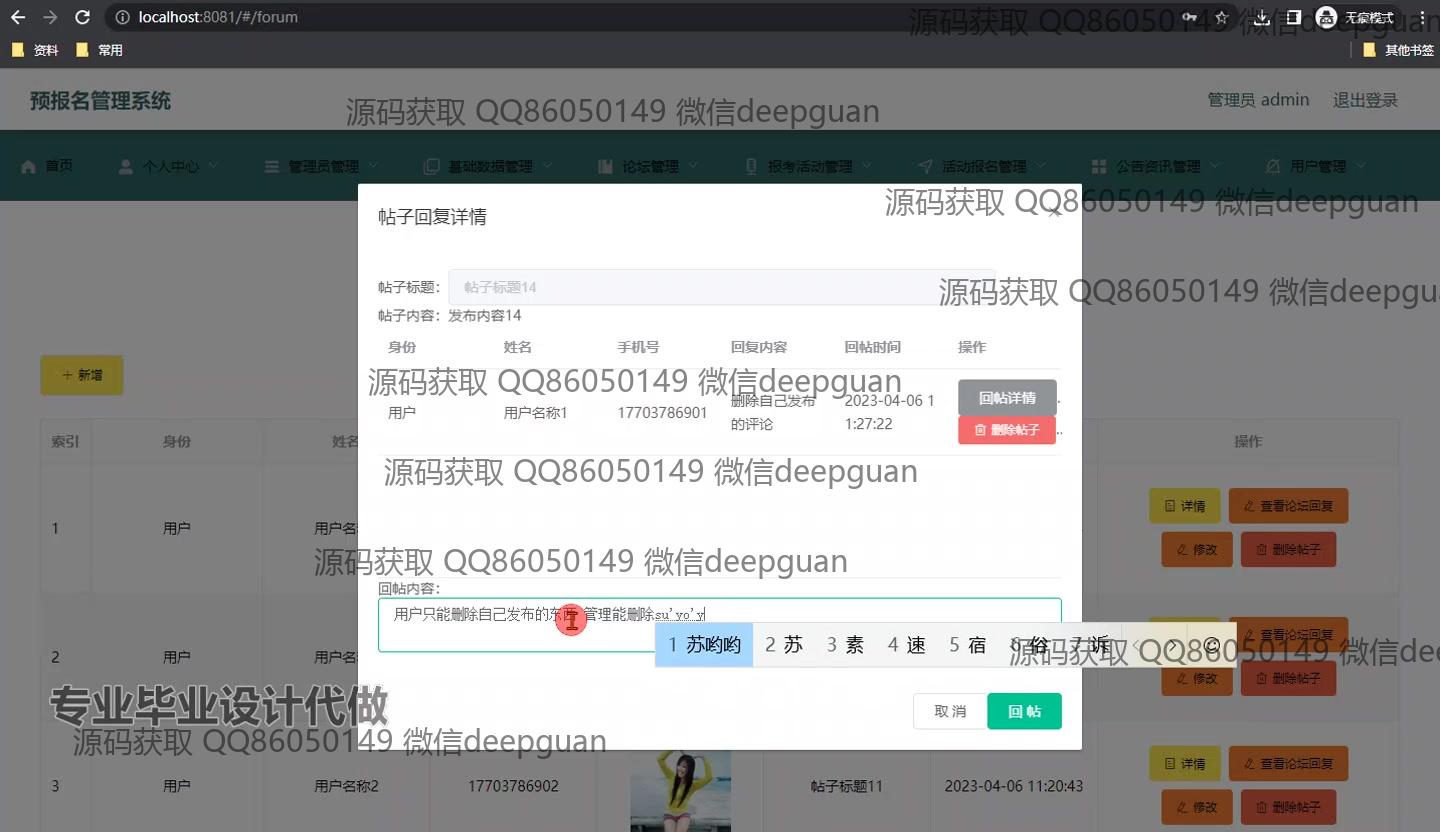 localhost:8081/#/forum
无痕模式
资料 常用 其他书签
源码获取 QQ86050149 微信deepguan
预报名管理系统
管理员 admin 退出登录
源码获取 QQ86050149 微信deepguan
首页 个人中心 管理员管理 基础数据管理 论坛管理 报考活动管理 活动报名管理 公告资讯管理 用户管理
源码获取 QQ86050149 微信deepguan
帖子回复详情
帖子标题： 帖子标题14
源码获取 QQ86050149 微信deepgu
帖子内容：发布内容14
身份 姓名 手机号 回复内容 回帖时间 操作
+ 新增
源码获取 QQ86050149 微信deepguan
用户 用户名称1 17703786901 删除自己发布的评论 2023-04-06 11:27:22 回帖详情
删除帖子
索引 身份 姓名 操作
源码获取 QQ86050149 微信deepguan
1 用户 用户名 详情 查看论坛回复
修改 删除帖子
源码获取 QQ86050149 微信deepguan
回帖内容：
用户只能删除自己发布的东西 管理能删除su'yo'y
1 苏哟哟 2 苏 3 素 4 速 5 宿 6 俗 7 诉
源码获取 QQ86050149 微信dee
2 用户 用户名 查看论坛回复
修改 删除帖子
专业毕业设计代做
取消 回帖
源码获取 QQ86050149 微信deepguan
3 用户 用户名称2 17703786902 帖子标题11 2023-04-06 11:20:43 详情 查看论坛回复
修改 删除帖子